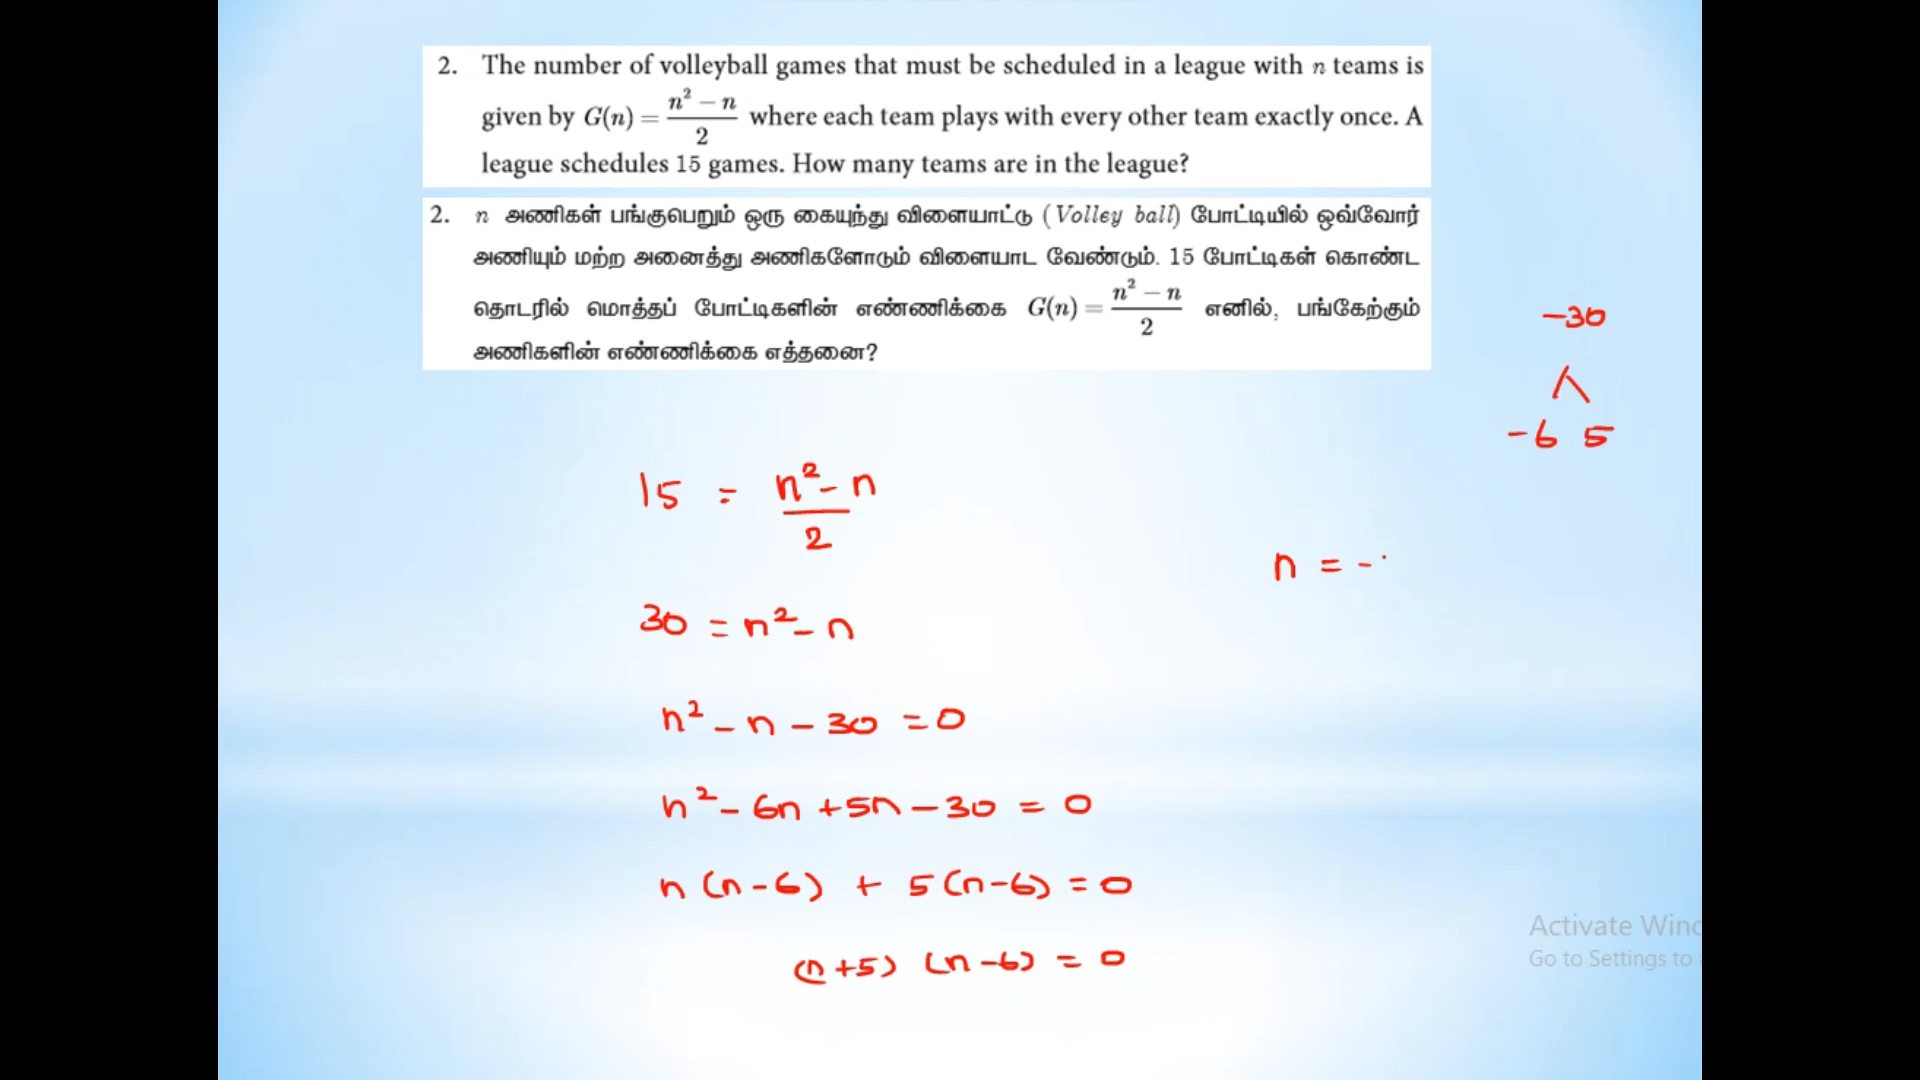 2. The number of volleyball games that must be scheduled in a league with n teams is
given by G(n) = (n² − n)/2 where each team plays with every other team exactly once. A
league schedules 15 games. How many teams are in the league?
2. n அணிகள் பங்குபெறும் ஒரு கையுந்து விளையாட்டு (Volley ball) போட்டியில் ஒவ்வோர்
அணியும் மற்ற அனைத்து அணிகளோடும் விளையாட வேண்டும். 15 போட்டிகள் கொண்ட
தொடரில் மொத்தப் போட்டிகளின் எண்ணிக்கை G(n) = (n² − n)/2 எனில், பங்கேற்கும்
அணிகளின் எண்ணிக்கை எத்தனை?
-30
-6 5
15 = (n² - n)/2
n = -
30 = n² - n
n² - n - 30 = 0
n² - 6n + 5n - 30 = 0
n (n-6) + 5 (n-6) = 0
(n+5) (n-6) = 0
Activate Wind
Go to Settings to